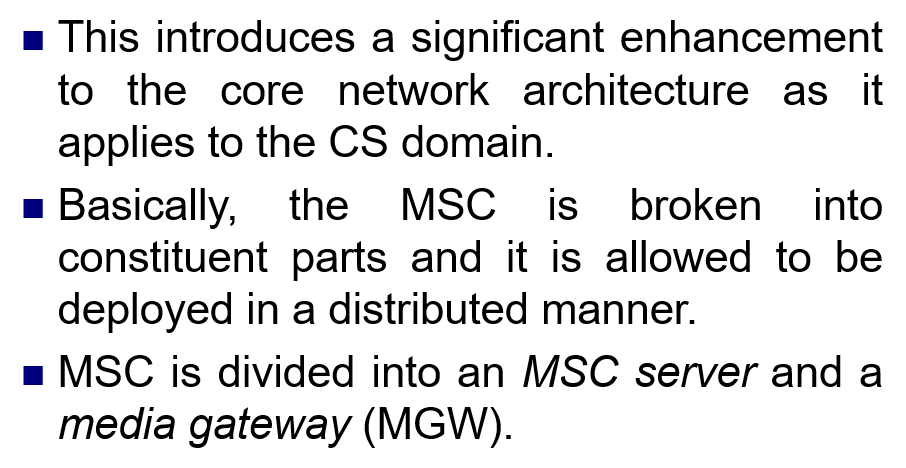 ■ This introduces a significant enhancement
to the core network architecture as it
applies to the CS domain.
■ Basically, the MSC is broken into
constituent parts and it is allowed to be
deployed in a distributed manner.
■ MSC is divided into an MSC server and a
media gateway (MGW).